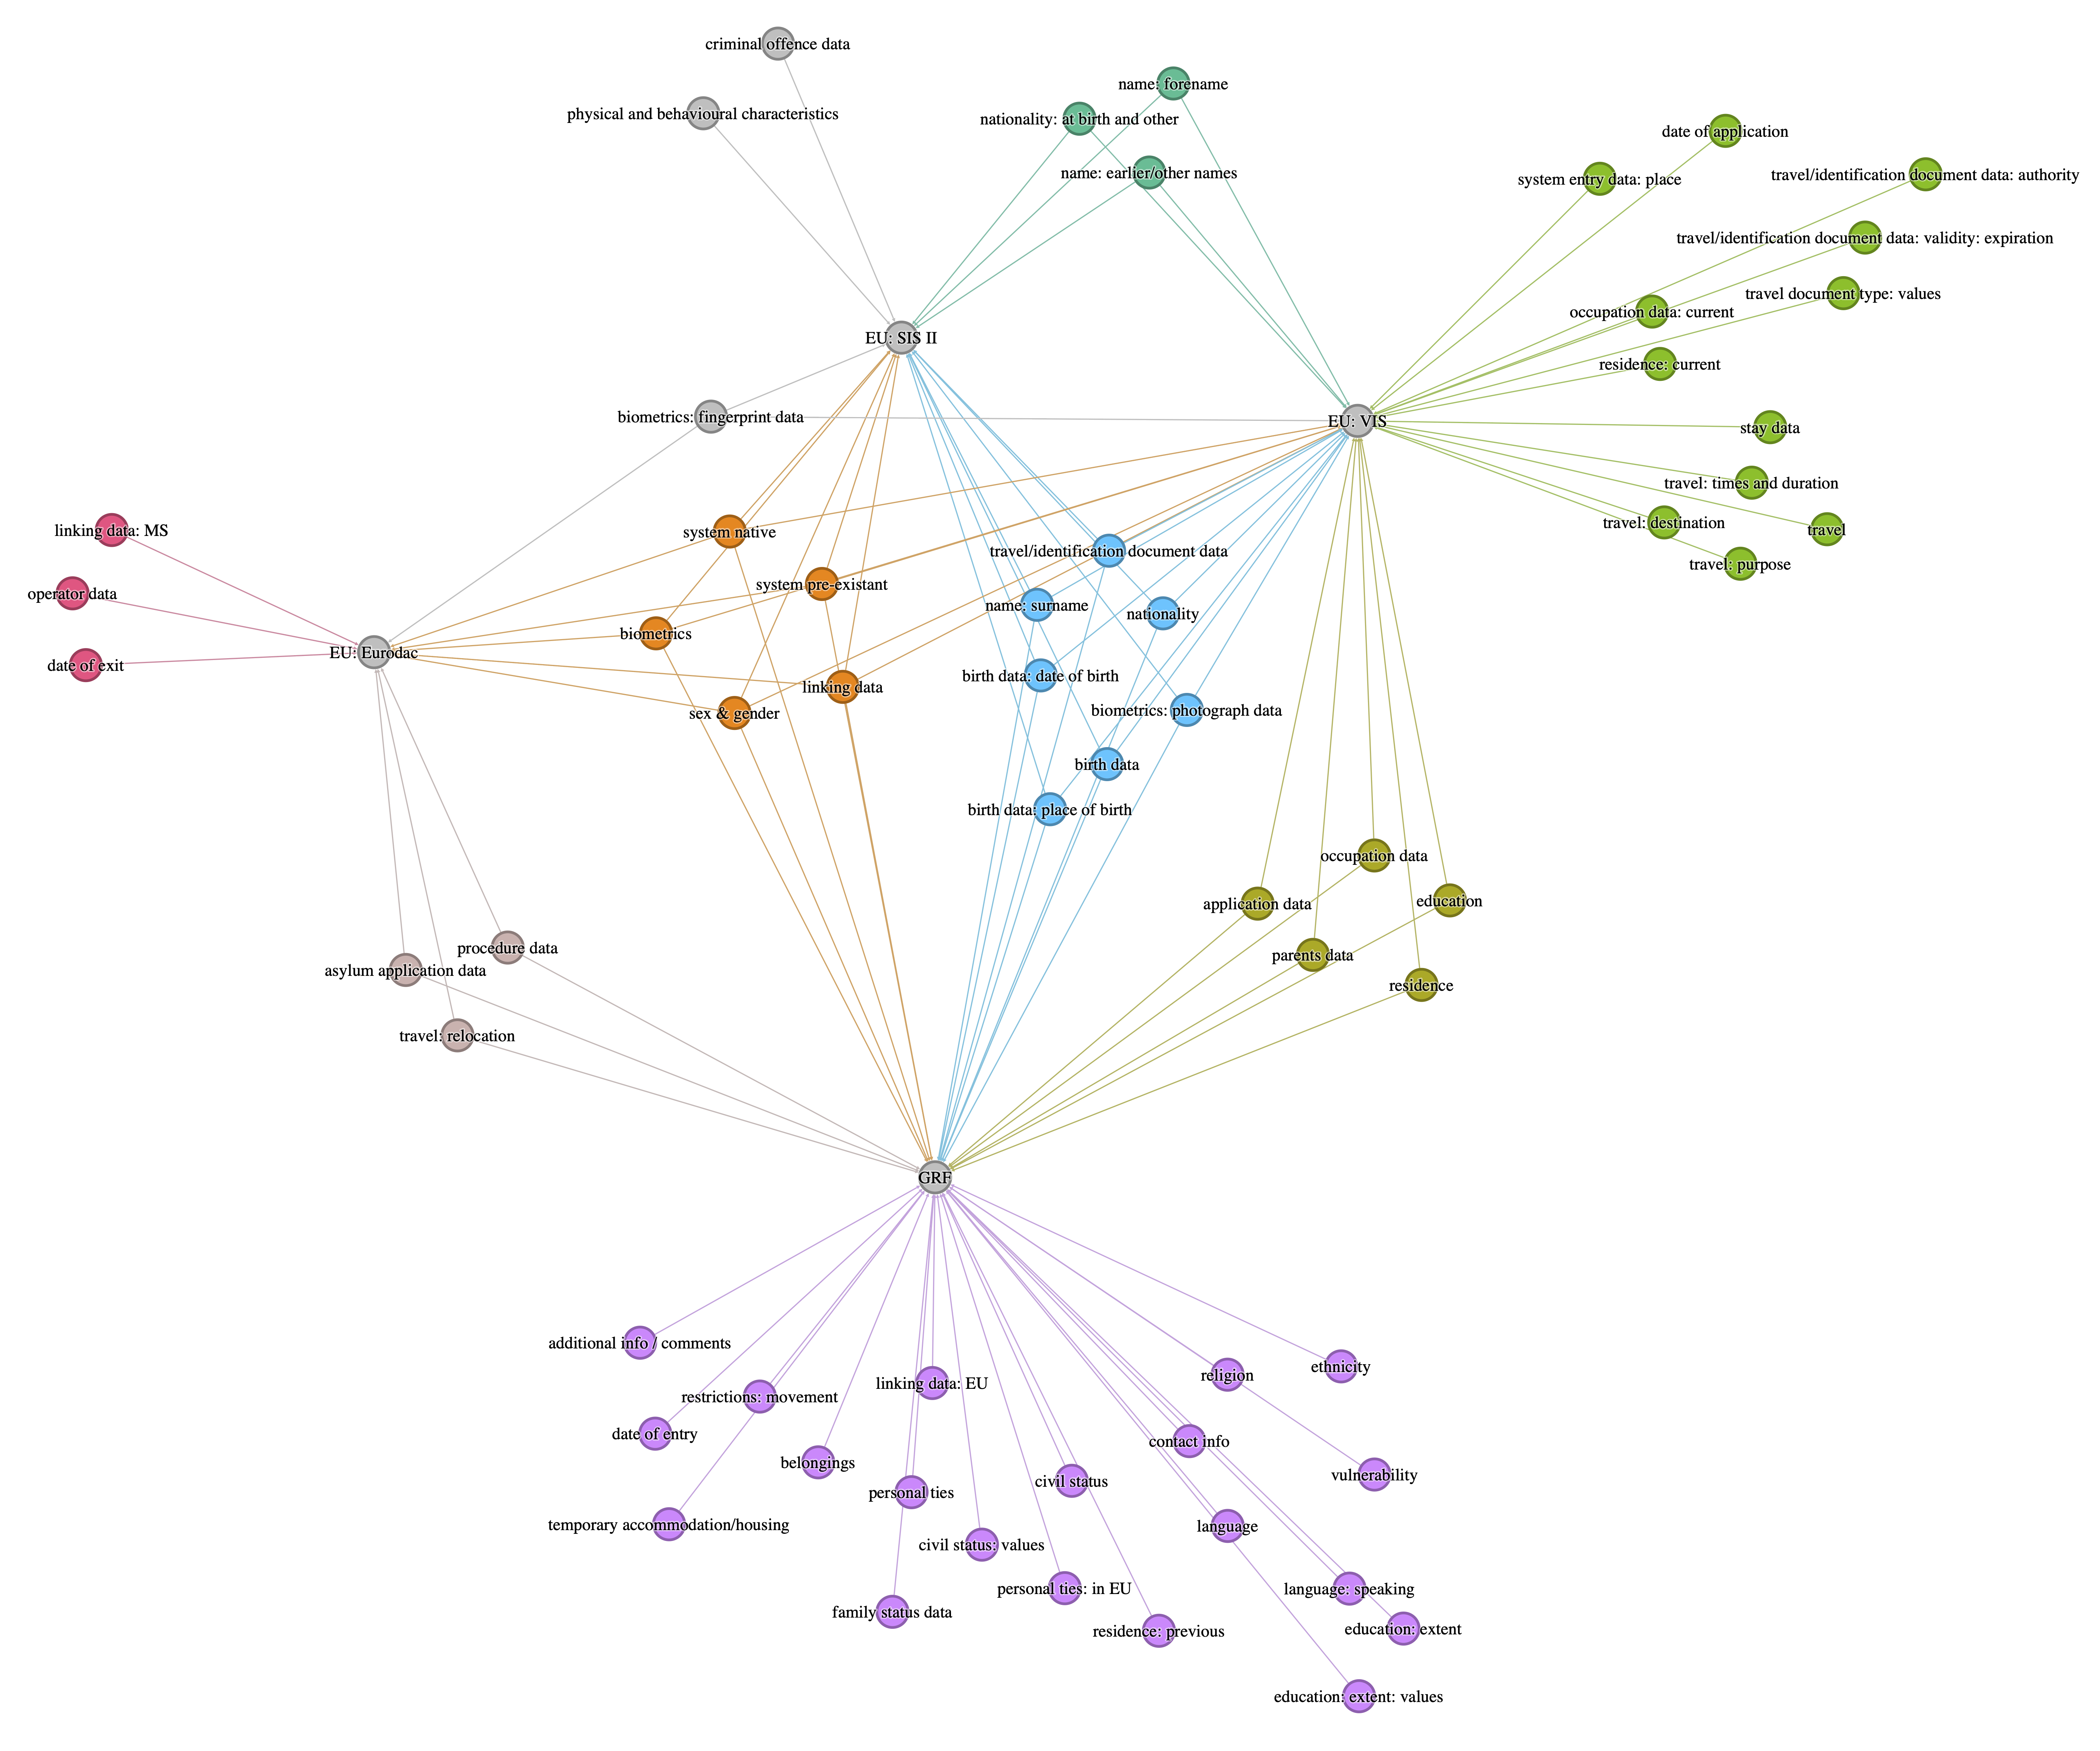 criminal offence data
name: forename
physical and behavioural characteristics
nationality: at birth and other
date of application
name: earlier/other names
system entry data: place
travel/identification document data: authority
travel/identification document data: validity: expiration
travel document type: values
occupation data: current
EU: SIS II
residence: current
biometrics: fingerprint data
EU: VIS
stay data
travel: times and duration
linking data: MS
system native
travel: destination
travel
travel/identification document data
travel: purpose
system pre-existant
operator data
name: surname
nationality
biometrics
EU: Eurodac
date of exit
birth data: date of birth
linking data
sex & gender
biometrics: photograph data
birth data
birth data: place of birth
occupation data
application data
education
procedure data
parents data
asylum application data
residence
travel: relocation
GRF
additional info / comments
ethnicity
religion
linking data: EU
restrictions: movement
date of entry
contact info
belongings
vulnerability
civil status
personal ties
temporary accommodation/housing
language
civil status: values
personal ties: in EU
language: speaking
family status data
education: extent
residence: previous
education: extent: values